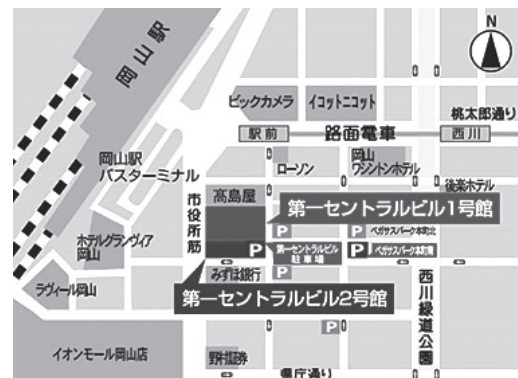 N
岡山駅
ビックカメラ
イコットニコット
桃太郎通り
駅前
路面電車
西川
岡山駅
バスターミナル
ローソン
岡山
ワシントンホテル
後楽ホテル
市役所筋
髙島屋
第一セントラルビル1号館
ペガサスパーク本町北
ホテルグランヴィア
岡山
P
第一セントラルビル
駐車場
P
ペガサスパーク本町南
P
みずほ銀行
P
ラヴィール岡山
第一セントラルビル2号館
西川緑道公園
P
イオンモール岡山店
野村証券
県庁通り